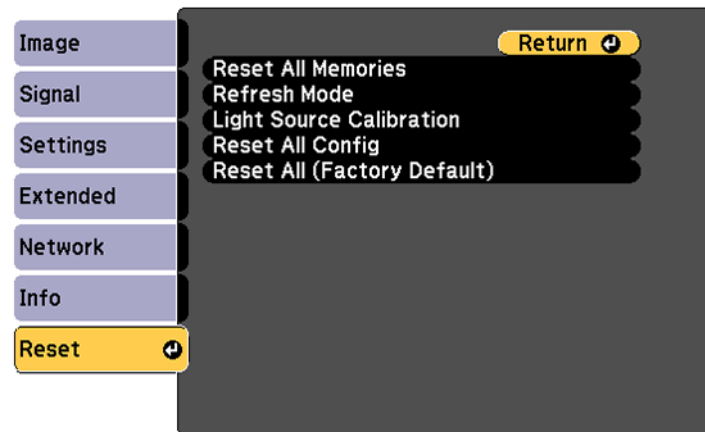 Image
Signal
Settings
Extended
Network
Info
Reset
Return
Reset All Memories
Refresh Mode
Light Source Calibration
Reset All Config
Reset All (Factory Default)